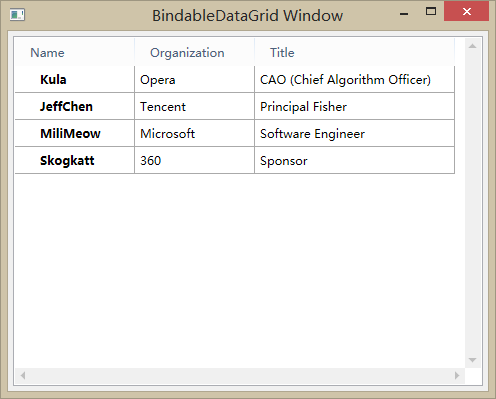 BindableDataGrid Window
Name Organization Title
Kula Opera CAO (Chief Algorithm Officer)
JeffChen Tencent Principal Fisher
MiliMeow Microsoft Software Engineer
Skogkatt 360 Sponsor